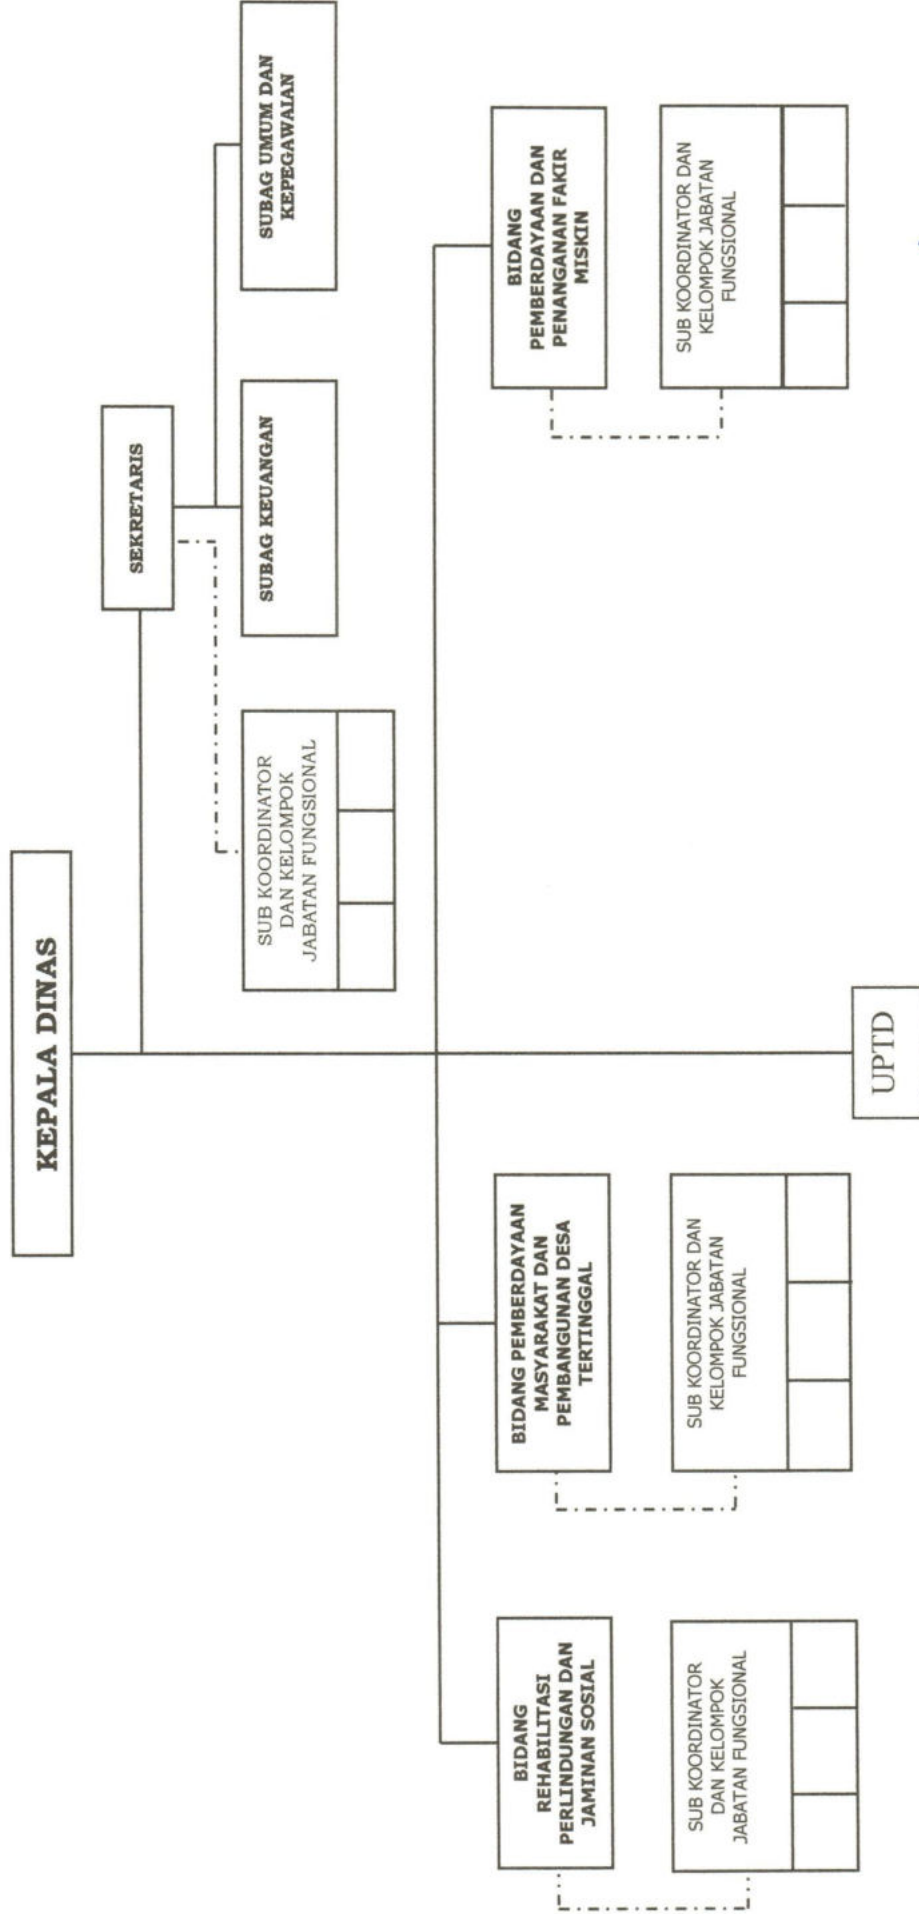 KEPALA DINAS
SEKRETARIS
SUB KOORDINATOR
DAN KELOMPOK
JABATAN FUNGSIONAL
SUBAG KEUANGAN
SUBAG UMUM DAN
KEPEGAWAIAN
BIDANG
REHABILITASI
PERLINDUNGAN DAN
JAMINAN SOSIAL
BIDANG PEMBERDAYAAN
MASYARAKAT DAN
PEMBANGUNAN DESA
TERTINGGAL
BIDANG
PEMBERDAYAAN DAN
PENANGANAN FAKIR
MISKIN
SUB KOORDINATOR
DAN KELOMPOK
JABATAN FUNGSIONAL
SUB KOORDINATOR DAN
KELOMPOK JABATAN
FUNGSIONAL
SUB KOORDINATOR DAN
KELOMPOK JABATAN
FUNGSIONAL
UPTD